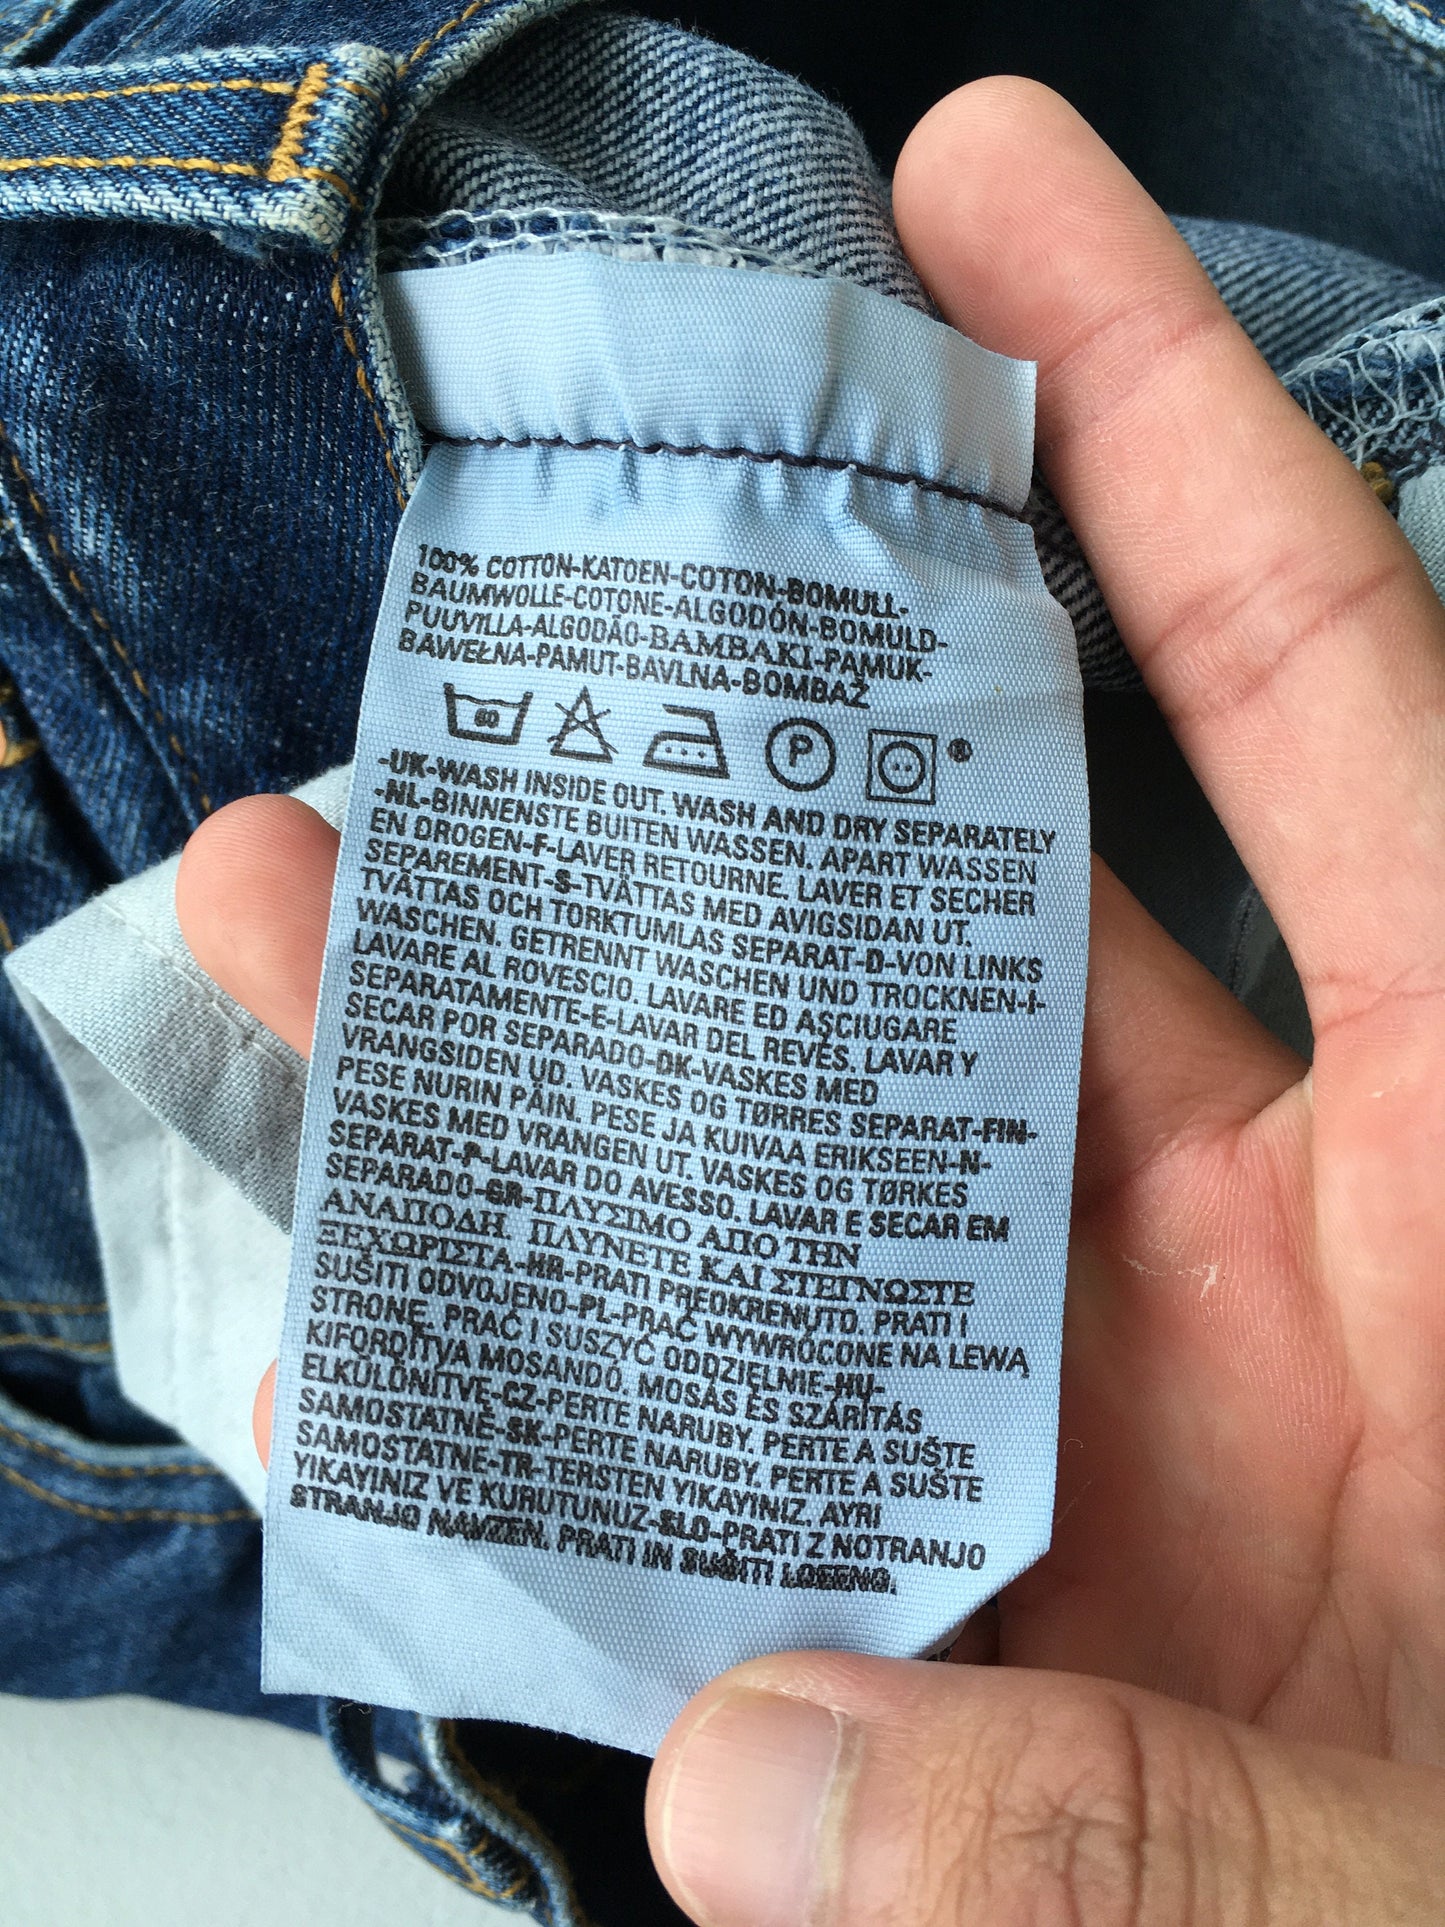 100% COTTON-KATOEN-COTON-BOMULL-
BAUMWOLLE-COTONE-ALGODÓN-BOMULD-
PUUVILLA-ALGODÃO-BAMBAKI-PAMUK-
BAWEŁNA-PAMUT-BAVLNA-BOMBAŽ
60 P ®
-UK-WASH INSIDE OUT. WASH AND DRY SEPARATELY
-NL-BINNENSTE BUITEN WASSEN. APART WASSEN
EN DROGEN-F-LAVER RETOURNE. LAVER ET SECHER
SEPAREMENT-S-TVÄTTAS MED AVIGSIDAN UT.
TVÄTTAS OCH TORKTUMLAS SEPARAT-D-VON LINKS
WASCHEN. GETRENNT WASCHEN UND TROCKNEN-I-
LAVARE AL ROVESCIO. LAVARE ED ASCIUGARE
SEPARATAMENTE-E-LAVAR DEL REVÉS. LAVAR Y
SECAR POR SEPARADO-DK-VASKES MED
VRANGSIDEN UD. VASKES OG TØRRES SEPARAT-FIN-
PESE NURIN PÄIN. PESE JA KUIVAA ERIKSEEN-N-
VASKES MED VRANGEN UT. VASKES OG TØRKES
SEPARAT-P-LAVAR DO AVESSO. LAVAR E SECAR EM
SEPARADO-GR-ΠΛΥΣΙΜΟ ΑΠΟ ΤΗΝ
ΑΝΑΠΟΔΗ. ΠΛΥΝΕΤΕ ΚΑΙ ΣΤΕΓΝΩΣΤΕ
ΞΕΧΩΡΙΣΤΑ-HR-PRATI PREOKRENUTO. PRATI I
SUŠITI ODVOJENO-PL-PRAĆ WYWRÓCONE NA LEWĄ
STRONĘ. PRAĆ I SUSZYĆ ODDZIELNIE-HU-
KIFORDÍTVA MOSANDÓ. MOSÁS ÉS SZÁRÍTÁS
ELKÜLÖNÍTVE-CZ-PERTE NARUBY. PERTE A SUŠTE
SAMOSTATNĚ-SK-PERTE NARUBY. PERTE A SUŠTE
SAMOSTATNE-TR-TERSTEN YIKAYINIZ. AYRI
YIKAYINIZ VE KURUTUNUZ-SLO-PRATI Z NOTRANJO
STRANJO NAVZEN. PRATI IN SUŠITI LOČENO.